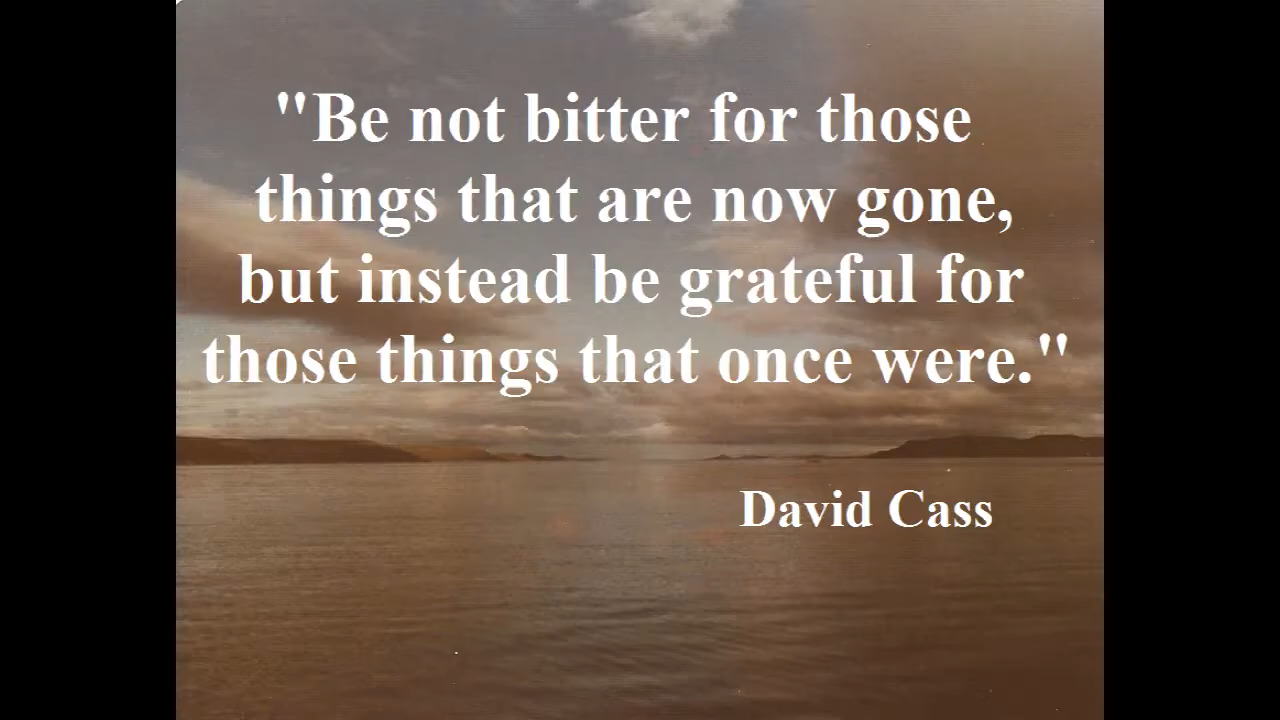 "Be not bitter for those
things that are now gone,
but instead be grateful for
those things that once were."
David Cass